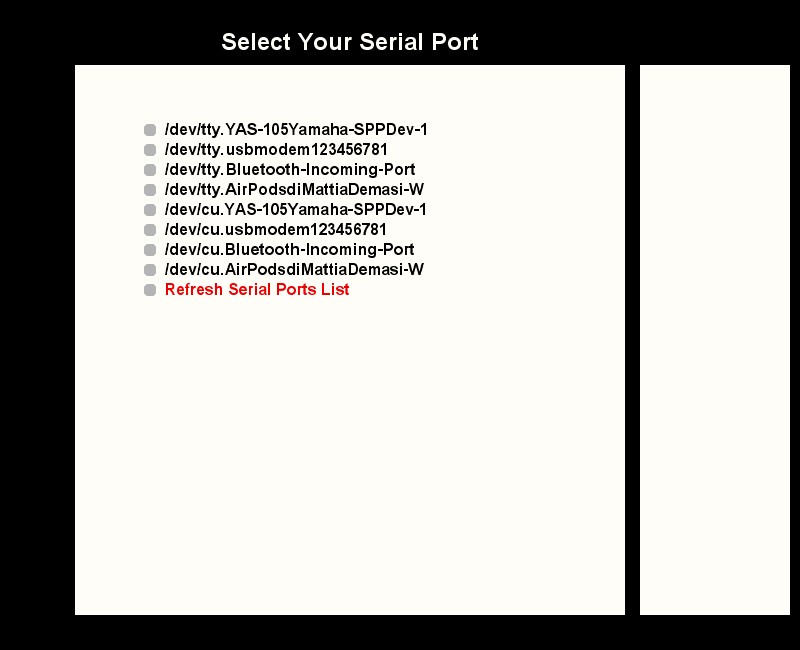 Select Your Serial Port
/dev/tty.YAS-105Yamaha-SPPDev-1
/dev/tty.usbmodem123456781
/dev/tty.Bluetooth-Incoming-Port
/dev/tty.AirPodsdiMattiaDemasi-W
/dev/cu.YAS-105Yamaha-SPPDev-1
/dev/cu.usbmodem123456781
/dev/cu.Bluetooth-Incoming-Port
/dev/cu.AirPodsdiMattiaDemasi-W
Refresh Serial Ports List